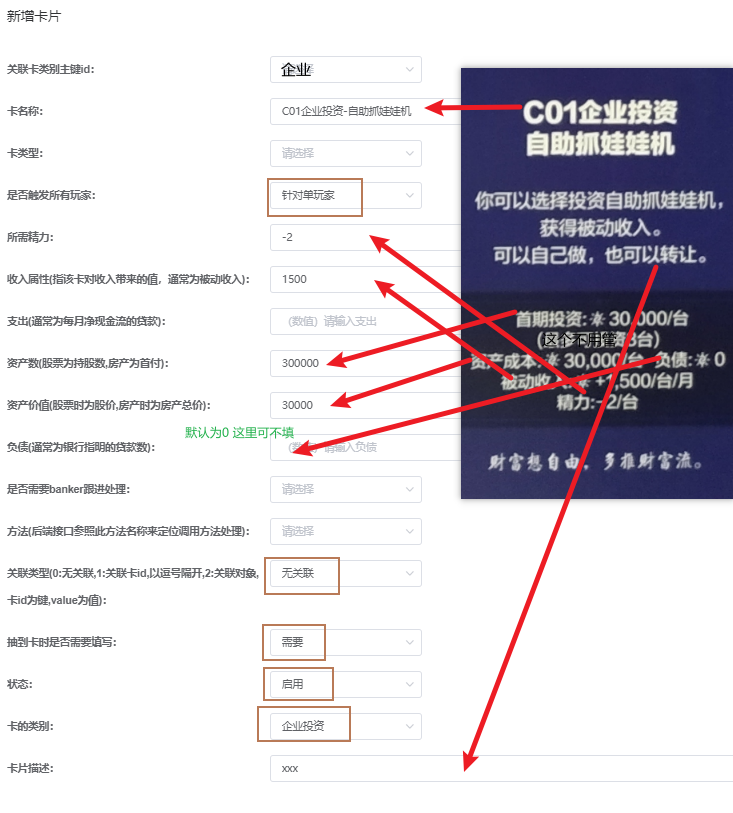 新增卡片
关联卡类别主键id：
企业
卡名称：
C01企业投资-自助抓娃娃机
卡类型：
请选择
是否触发所有玩家：
针对单玩家
所需精力：
-2
收入属性(指该卡对收入带来的值，通常为被动收入)：
1500
支出(通常为每月净现金流的贷款)：
（数值）请输入支出
资产数(股票为持股数,房产为首付)：
300000
资产价值(股票时为股价,房产时为房产总价)：
30000
默认为0 这里可不填
负债(通常为银行指明的贷款数)：
（数值）请输入负债
是否需要banker跟进处理：
请选择
方法(后端接口参照此方法名称来定位调用方法处理)：
请选择
关联类型(0:无关联,1:关联卡id,以逗号隔开,2:关联对象,
卡id为键,value为值)：
无关联
抽到卡时是否需要填写：
需要
状态：
启用
卡的类别：
企业投资
卡片描述：
xxx
C01企业投资
自助抓娃娃机
你可以选择投资自助抓娃娃机，
获得被动收入。
可以自己做，也可以转让。
首期投资:30,000/台
这个不用管
3台)
资产成本:30,000/台 负债:0
被动收入:+1,500/台/月
精力:-2/台
财富想自由，多推财富流。